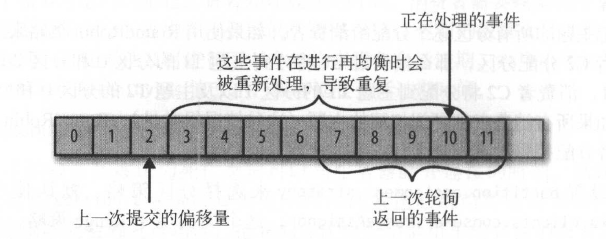 正在处理的事件
这些事件在进行再均衡时会
被重新处理，导致重复
0 1 2 3 4 5 6 7 8 9 10 11
上一次提交的偏移量
上一次轮询
返回的事件